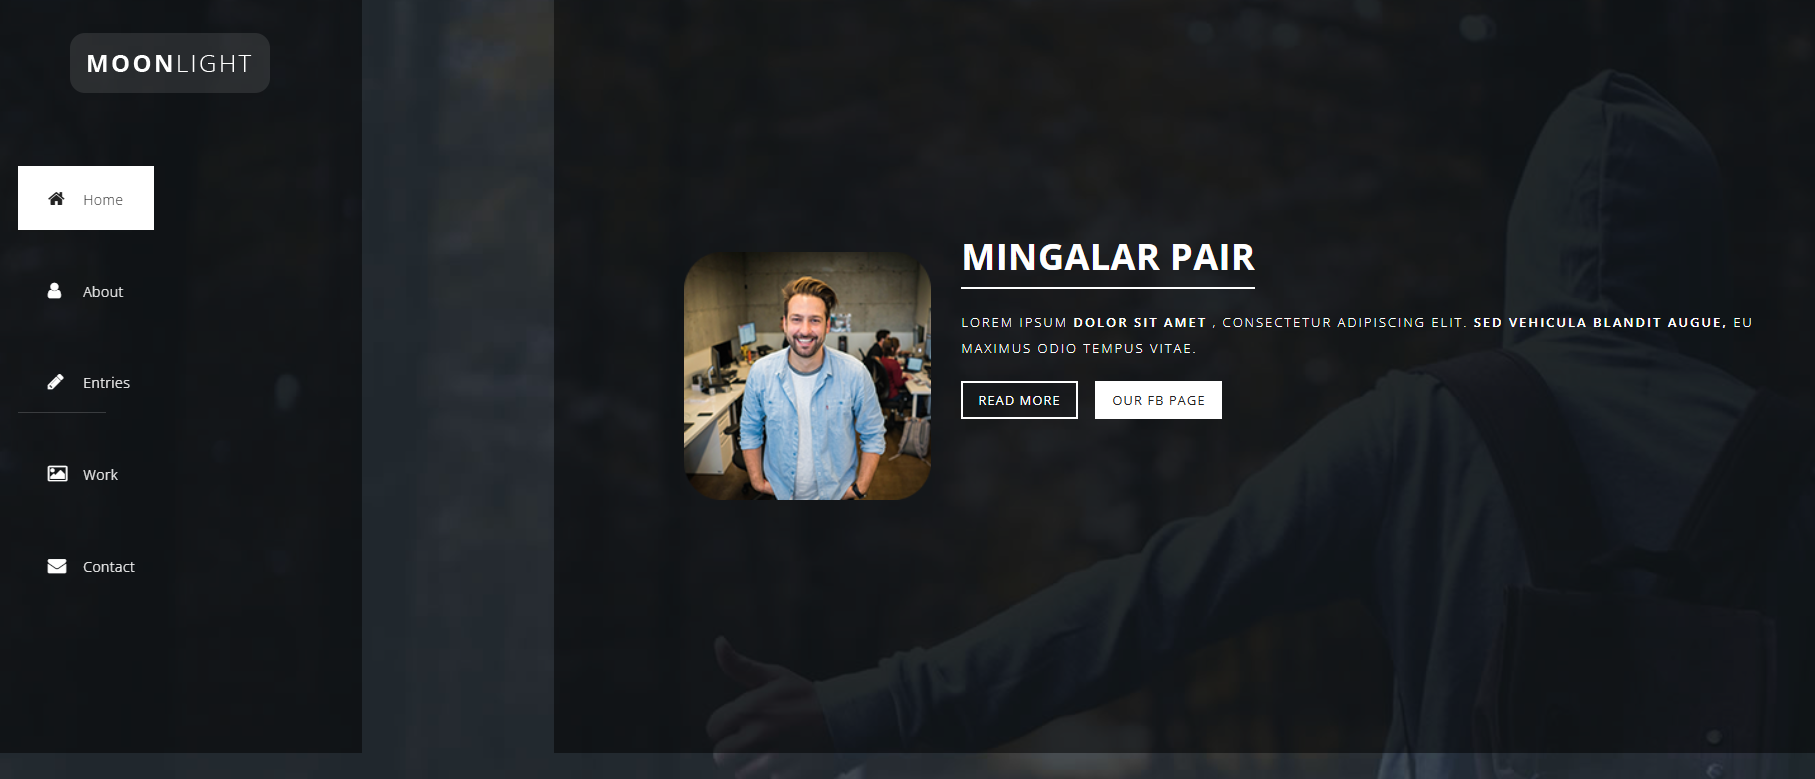 MOONLIGHT
Home
About
Entries
Work
Contact
MINGALAR PAIR
LOREM IPSUM DOLOR SIT AMET , CONSECTETUR ADIPISCING ELIT. SED VEHICULA BLANDIT AUGUE, EU
MAXIMUS ODIO TEMPUS VITAE.
READ MORE
OUR FB PAGE